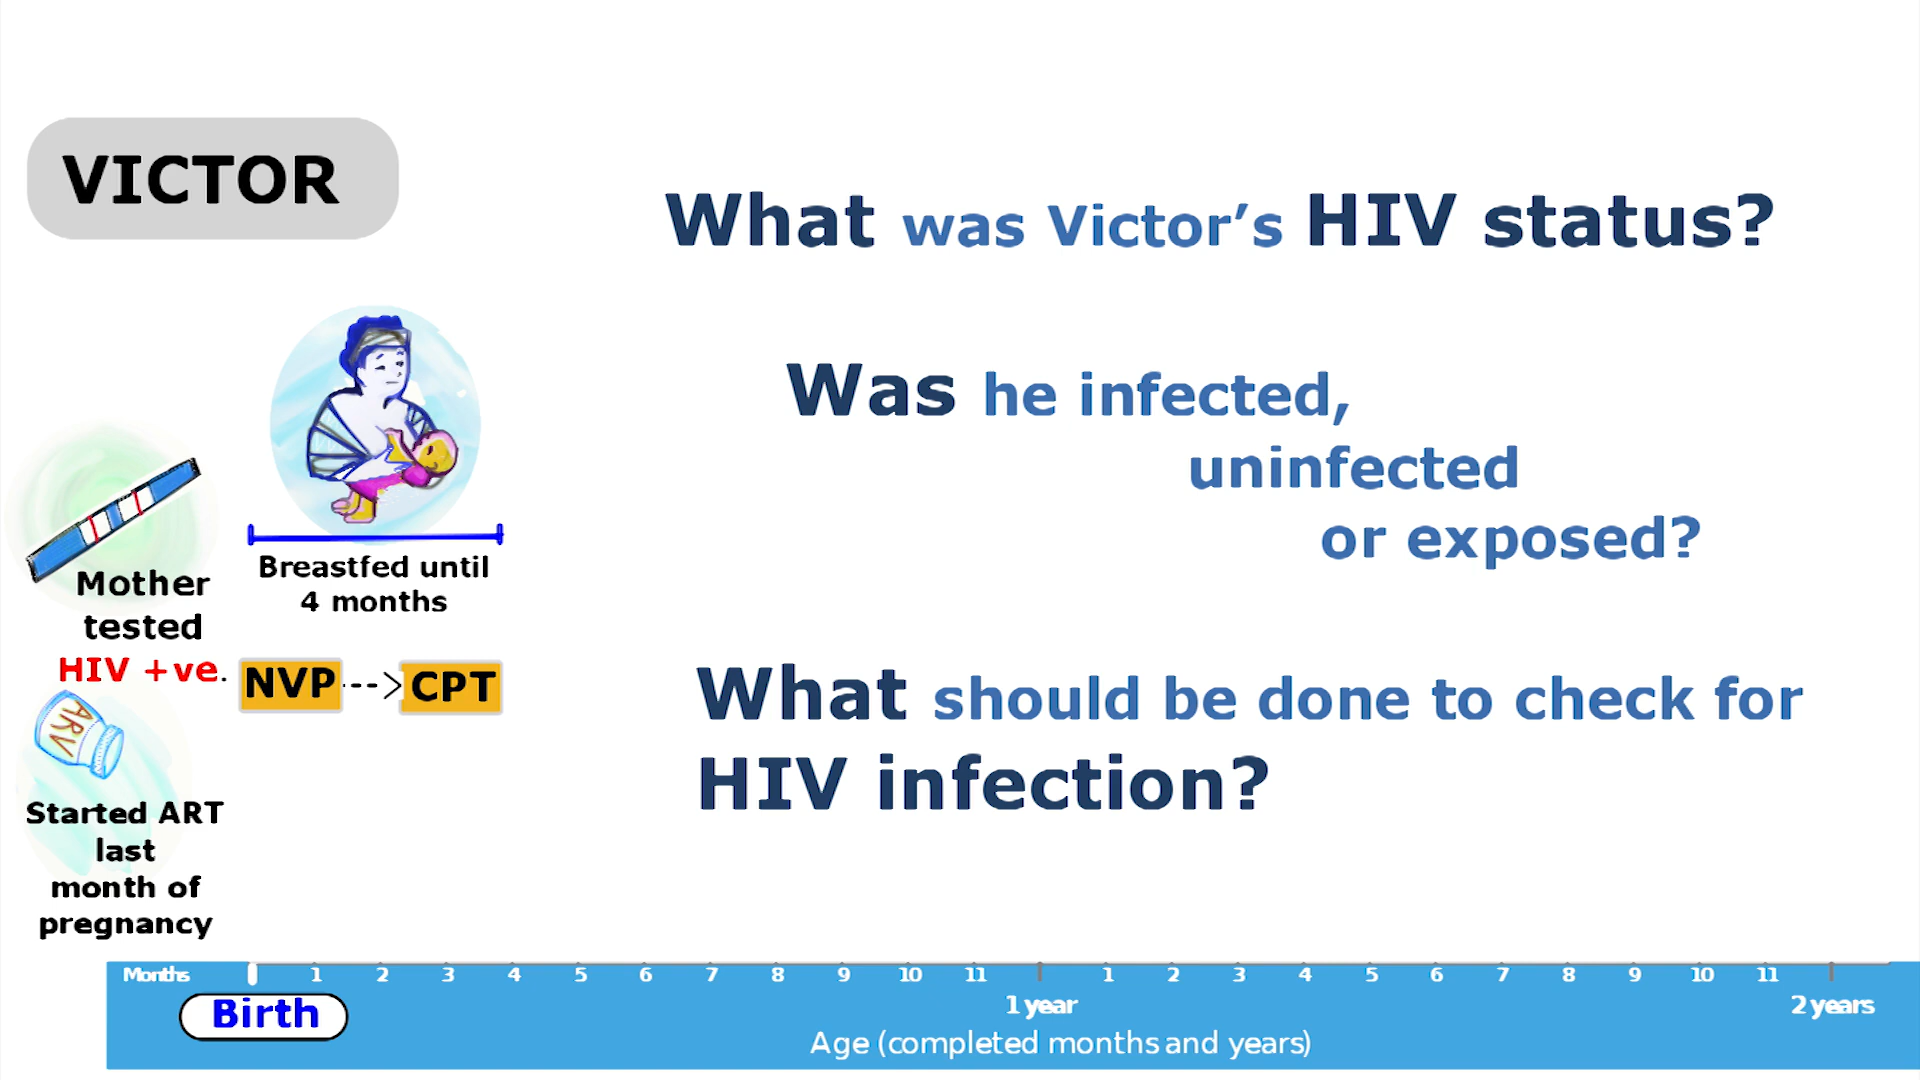 VICTOR
What was Victor’s HIV status?
Was he infected,
uninfected
or exposed?
What should be done to check for
HIV infection?
Breastfed until
4 months
Mother
tested
HIV +ve.
NVP --> CPT
ARV
Started ART
last
month of
pregnancy
Months 1 2 3 4 5 6 7 8 9 10 11 1 2 3 4 5 6 7 8 9 10 11
1 year 2 years
Birth
Age (completed months and years)